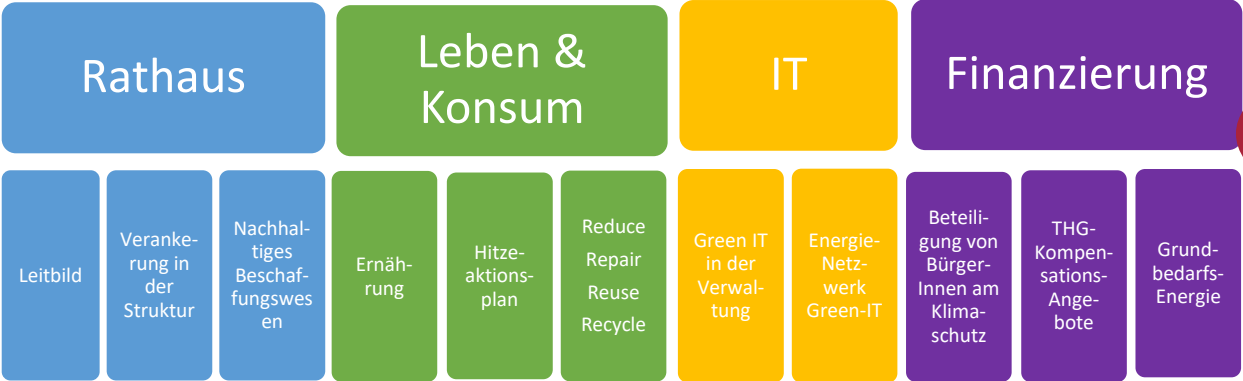 Rathaus
Leben &
Konsum
IT
Finanzierung
Leitbild
Veranke-
rung in
der
Struktur
Nachhal-
tiges
Beschaf-
fungswes
en
Ernäh-
rung
Hitze-
aktions-
plan
Reduce
Repair
Reuse
Recycle
Green IT
in der
Verwal-
tung
Energie-
Netz-
werk
Green-IT
Beteili-
gung von
Bürger-
Innen am
Klima-
schutz
THG-
Kompen-
sations-
Ange-
bote
Grund-
bedarfs-
Energie